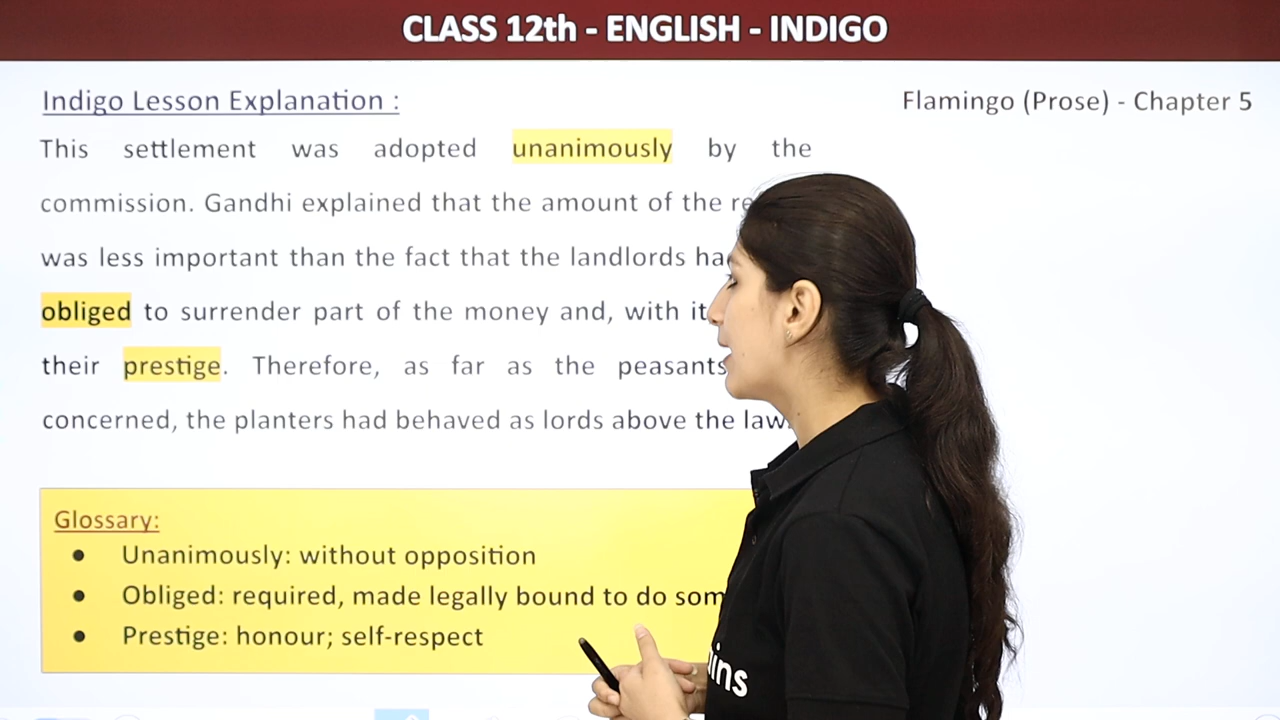 CLASS 12th - ENGLISH - INDIGO
Indigo Lesson Explanation :
Flamingo (Prose) - Chapter 5
This settlement was adopted unanimously by the
commission. Gandhi explained that the amount of the
was less important than the fact that the landlords
obliged to surrender part of the money and, with
their prestige. Therefore, as far as the peasants
concerned, the planters had behaved as lords above the law.
Glossary:
● Unanimously: without opposition
● Obliged: required, made legally bound to do
● Prestige: honour; self-respect